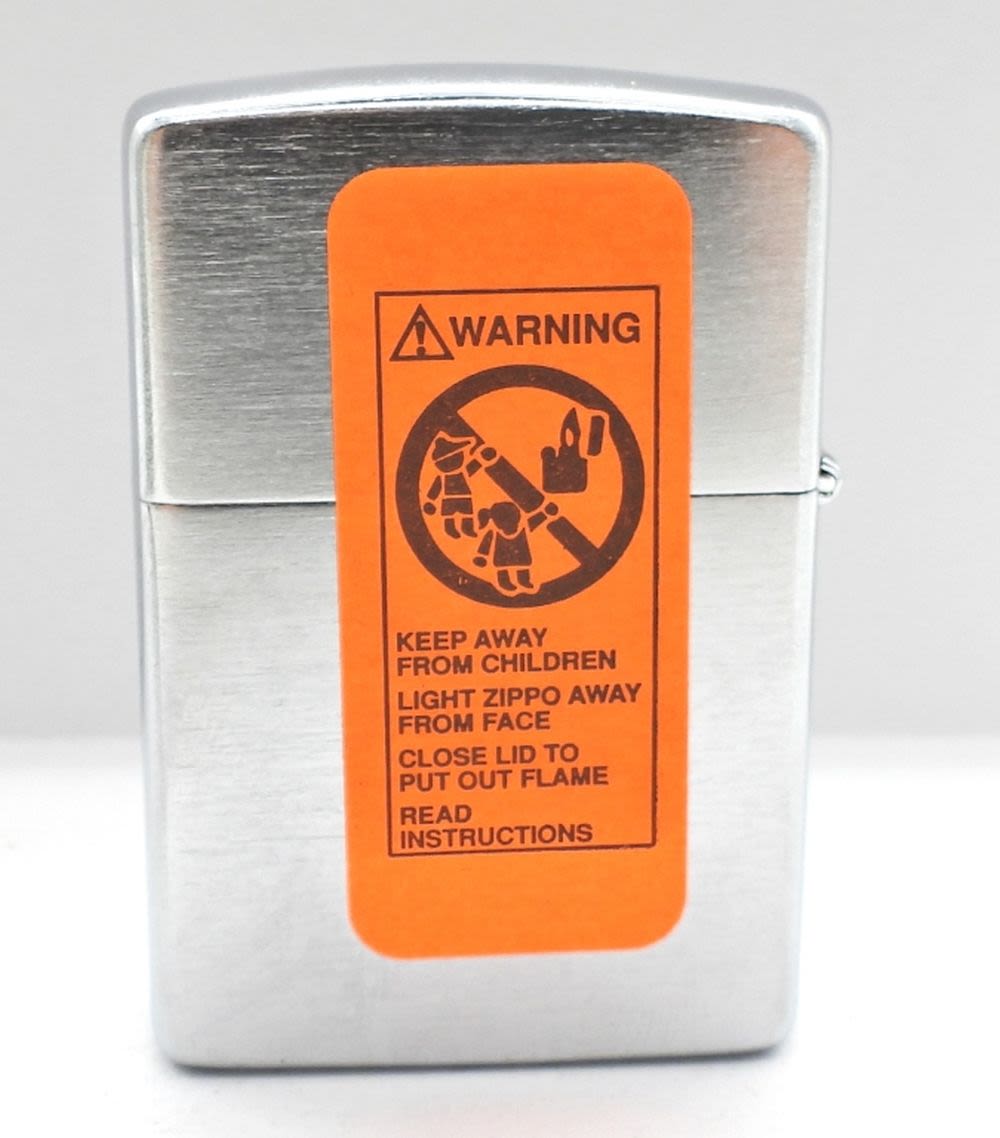 WARNING
KEEP AWAY
FROM CHILDREN
LIGHT ZIPPO AWAY
FROM FACE
CLOSE LID TO
PUT OUT FLAME
READ
INSTRUCTIONS